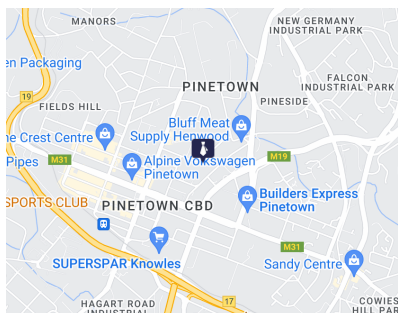 MANORS
NEW GERMANY
INDUSTRIAL PARK
en Packaging
FALCON
INDUSTRIAL PARK
PINETOWN
19
PINESIDE
FIELDS HILL
Bluff Meat
Supply Henwood
ne Crest Centre
M19
Pipes
M31
Alpine Volkswagen
Pinetown
Builders Express
Pinetown
SPORTS CLUB
PINETOWN CBD
M31
SUPERSPAR Knowles
Sandy Centre
HAGART ROAD
INDUSTRIAL
17
COWIES
HILL PAR